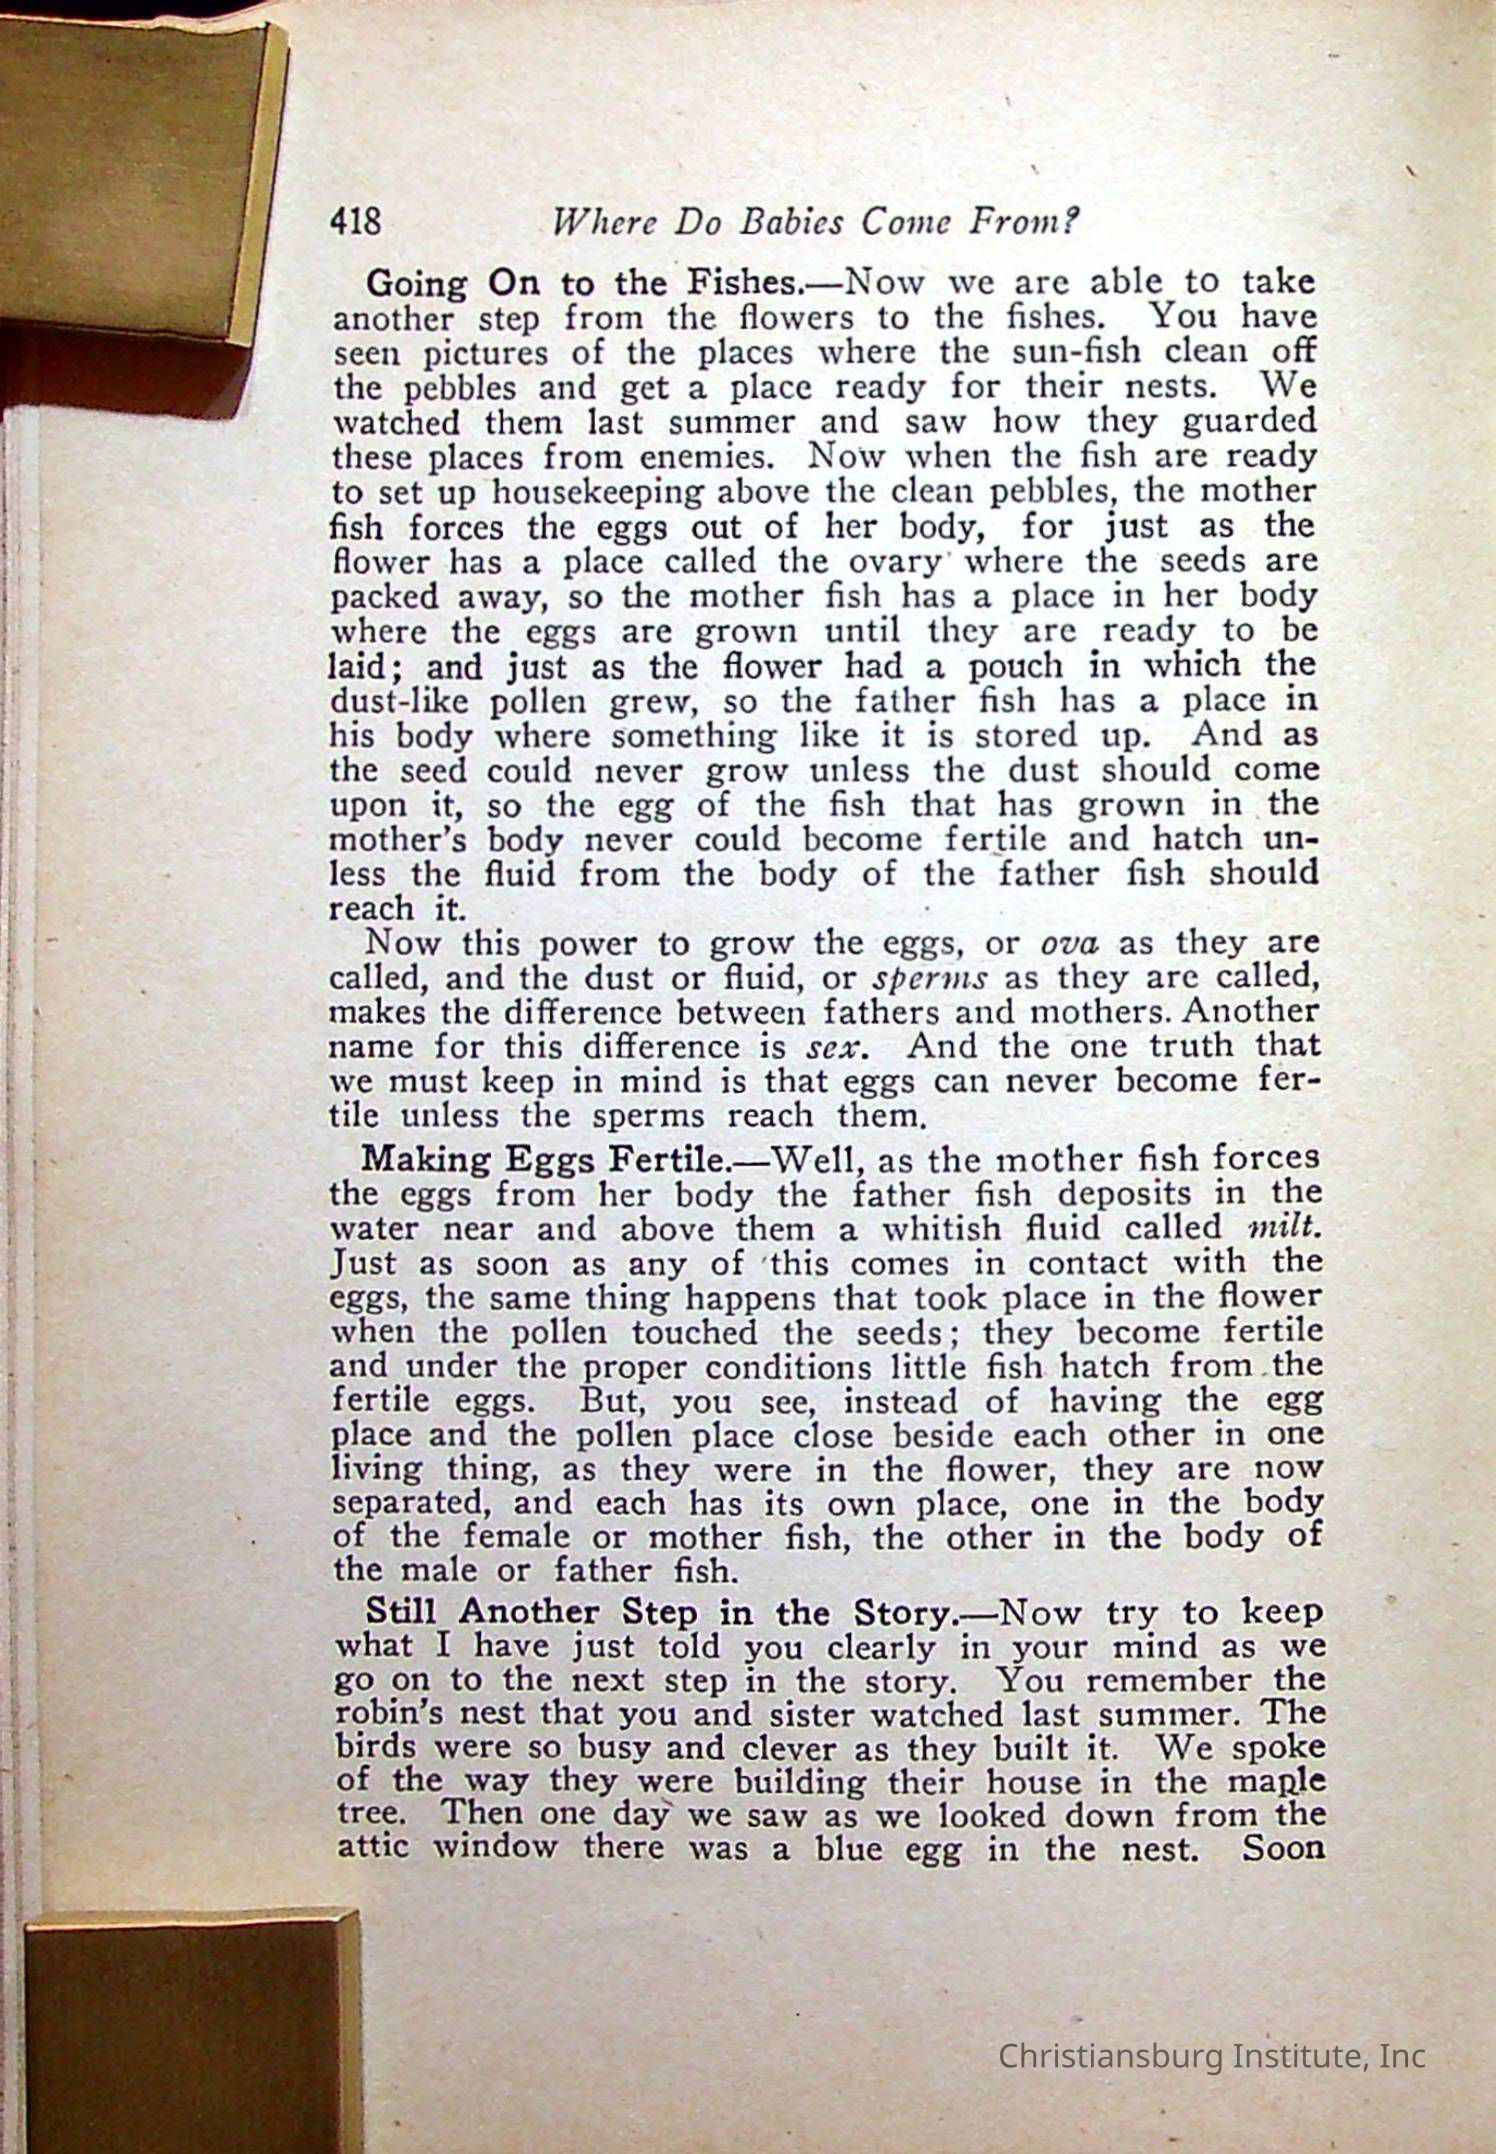 418 Where Do Babies Come From?
Going On to the Fishes.—Now we are able to take
another step from the flowers to the fishes. You have
seen pictures of the places where the sun-fish clean off
the pebbles and get a place ready for their nests. We
watched them last summer and saw how they guarded
these places from enemies. Now when the fish are ready
to set up housekeeping above the clean pebbles, the mother
fish forces the eggs out of her body, for just as the
flower has a place called the ovary where the seeds are
packed away, so the mother fish has a place in her body
where the eggs are grown until they are ready to be
laid; and just as the flower had a pouch in which the
dust-like pollen grew, so the father fish has a place in
his body where something like it is stored up. And as
the seed could never grow unless the dust should come
upon it, so the egg of the fish that has grown in the
mother's body never could become fertile and hatch un-
less the fluid from the body of the father fish should
reach it.
Now this power to grow the eggs, or ova as they are
called, and the dust or fluid, or sperms as they are called,
makes the difference between fathers and mothers. Another
name for this difference is sex. And the one truth that
we must keep in mind is that eggs can never become fer-
tile unless the sperms reach them.
Making Eggs Fertile.—Well, as the mother fish forces
the eggs from her body the father fish deposits in the
water near and above them a whitish fluid called milt.
Just as soon as any of this comes in contact with the
eggs, the same thing happens that took place in the flower
when the pollen touched the seeds; they become fertile
and under the proper conditions little fish hatch from the
fertile eggs. But, you see, instead of having the egg
place and the pollen place close beside each other in one
living thing, as they were in the flower, they are now
separated, and each has its own place, one in the body
of the female or mother fish, the other in the body of
the male or father fish.
Still Another Step in the Story.—Now try to keep
what I have just told you clearly in your mind as we
go on to the next step in the story. You remember the
robin's nest that you and sister watched last summer. The
birds were so busy and clever as they built it. We spoke
of the way they were building their house in the maple
tree. Then one day we saw as we looked down from the
attic window there was a blue egg in the nest. Soon
Christiansburg Institute, Inc